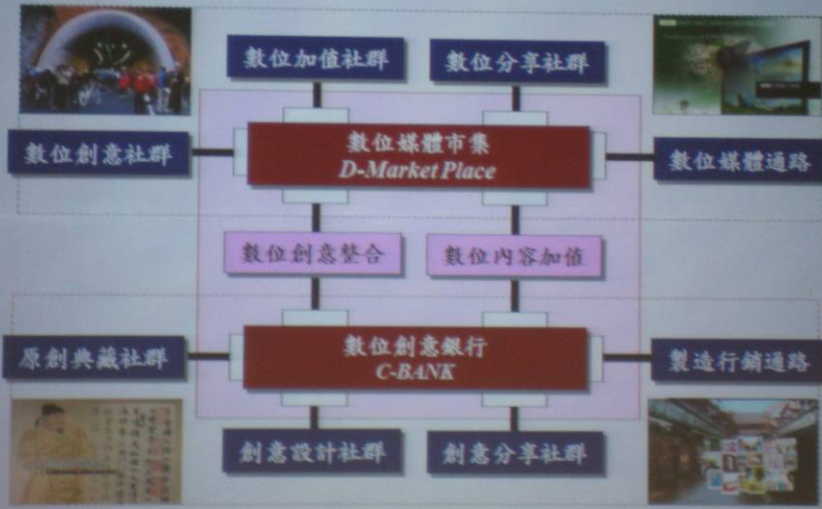 數位加值社群
數位分享社群
數位創意社群
數位媒體市集
D-Market Place
數位媒體通路
數位創意整合
數位內容加值
原創典藏社群
數位創意銀行
C-BANK
製造行銷通路
創意設計社群
創意分享社群